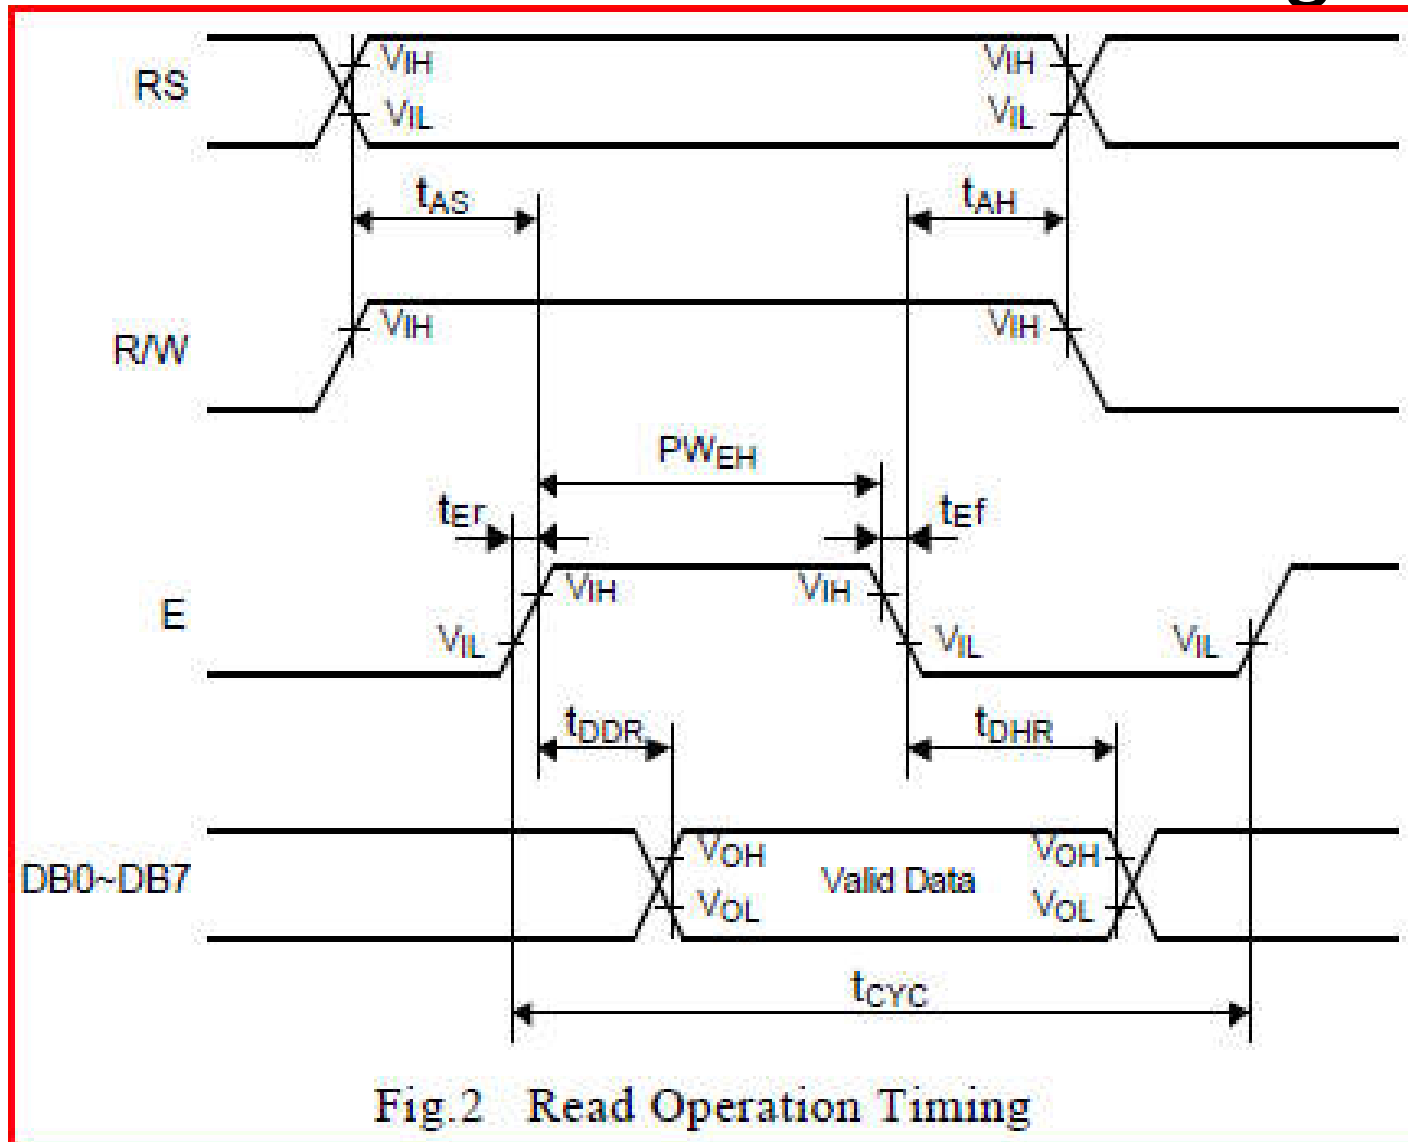 RS
VIH
VIH
VIL
VIL
tAS
tAH
R/W
VIH
VIH
PWEH
tEr
tEf
E
VIH
VIH
VIL
VIL
VIL
tDDR
tDHR
DB0~DB7
VOH
Valid Data
VOH
VOL
VOL
tCYC
Fig.2 Read Operation Timing